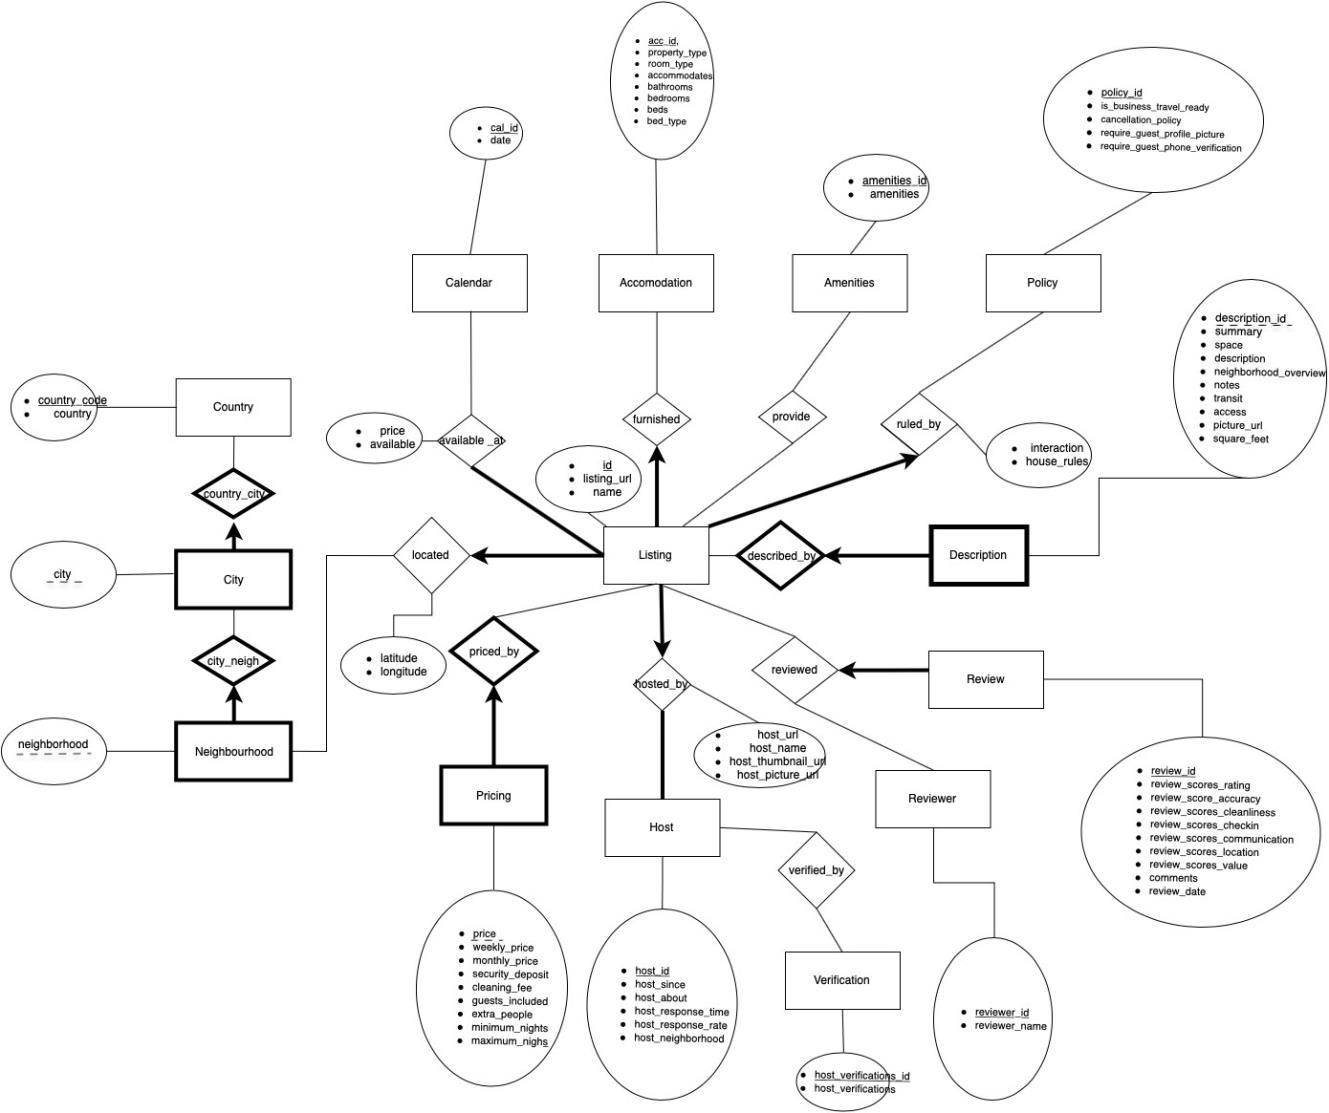 acc_id,
property_type
room_type
accommodates
bathrooms
bedrooms
beds
bed_type
policy_id
is_business_travel_ready
cancellation_policy
require_guest_profile_picture
require_guest_phone_verification
cal_id
date
amenities_id
amenities
Calendar
Accomodation
Amenities
Policy
description_id
summary
space
description
neighborhood_overview
notes
transit
access
picture_url
square_feet
country_code
country
Country
price
available
available_at
furnished
provide
ruled_by
interaction
house_rules
id
listing_url
name
country_city
located
Listing
described_by
Description
city
City
latitude
longitude
priced_by
hosted_by
reviewed
Review
city_neigh
neighborhood
Neighbourhood
host_url
host_name
host_thumbnail_url
host_picture_url
Pricing
Host
Reviewer
review_id
review_scores_rating
review_score_accuracy
review_scores_cleanliness
review_scores_checkin
review_scores_communication
review_scores_location
review_scores_value
comments
review_date
verified_by
price
weekly_price
monthly_price
security_deposit
cleaning_fee
guests_included
extra_people
minimum_nights
maximum_nighs
host_id
host_since
host_about
host_response_time
host_response_rate
host_neighborhood
Verification
reviewer_id
reviewer_name
host_verifications_id
host_verifications